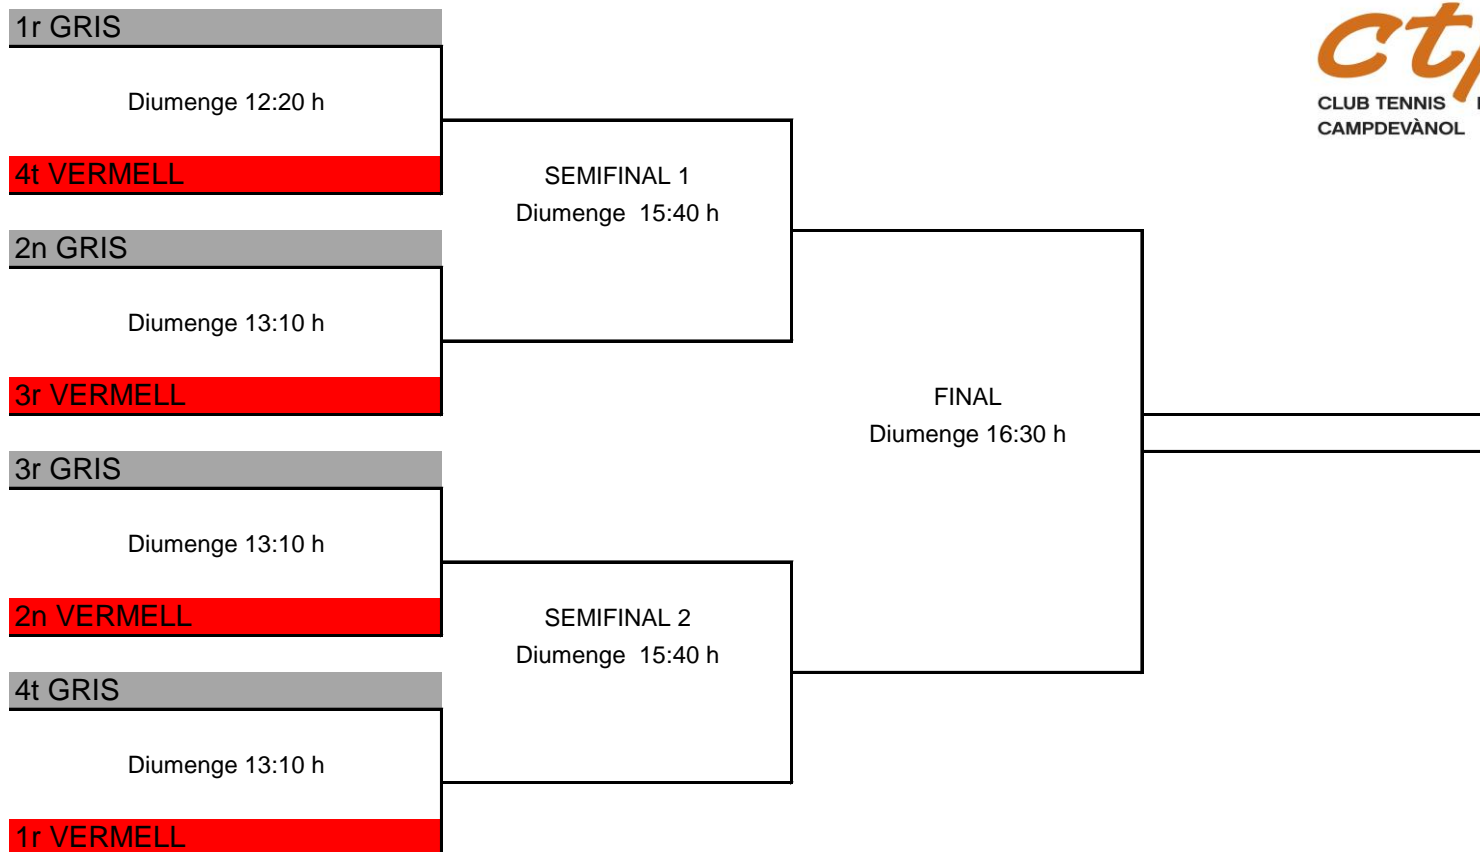 1r GRIS
Diumenge 12:20 h
4t VERMELL
2n GRIS
Diumenge 13:10 h
3r VERMELL
3r GRIS
Diumenge 13:10 h
2n VERMELL
4t GRIS
Diumenge 13:10 h
1r VERMELL
SEMIFINAL 1
Diumenge 15:40 h
SEMIFINAL 2
Diumenge 15:40 h
FINAL
Diumenge 16:30 h
ct
CLUB TENNIS
CAMPDEVÀNOL